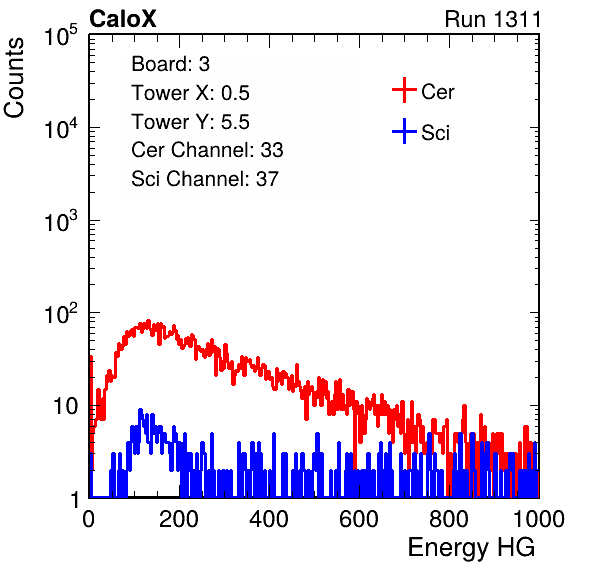 CaloX Run 1311
Counts
10^5
10^4
10^3
10^2
10
1
Board: 3
Tower X: 0.5
Tower Y: 5.5
Cer Channel: 33
Sci Channel: 37
Cer
Sci
0 200 400 600 800 1000
Energy HG